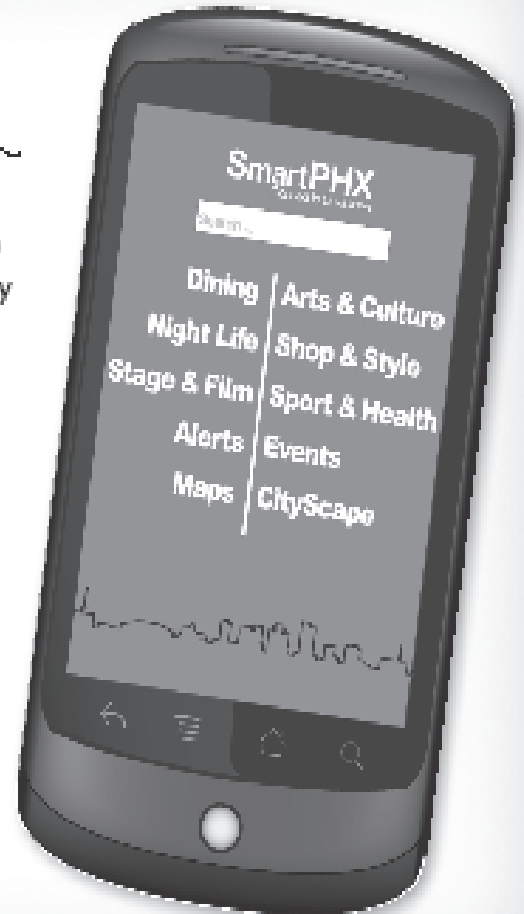 SmartPHX
Search...
Dining | Arts & Culture
Night Life | Shop & Style
Stage & Film | Sport & Health
Alerts | Events
Maps | CityScape
y